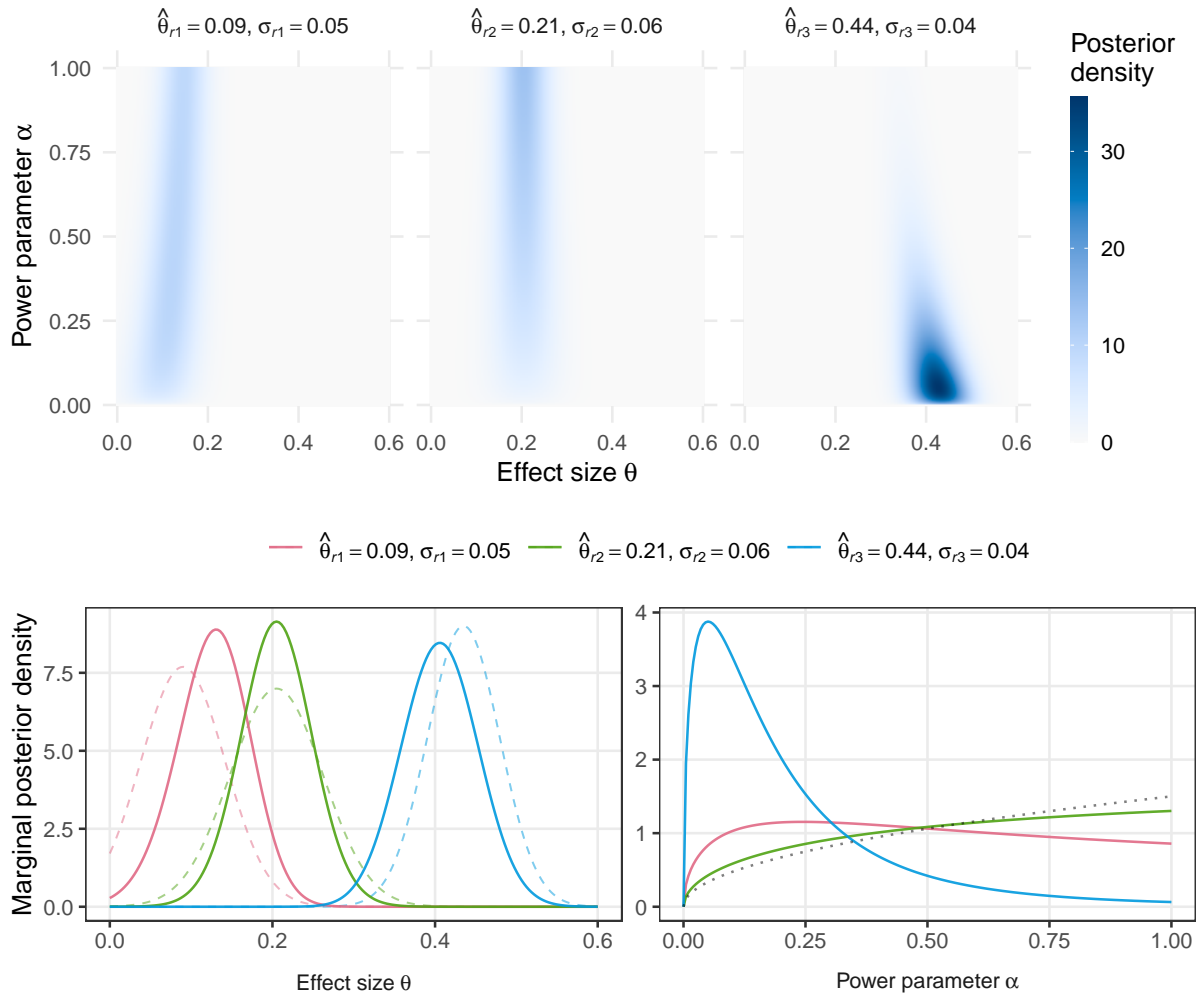 θ̂r1 = 0.09, σr1 = 0.05 θ̂r2 = 0.21, σr2 = 0.06 θ̂r3 = 0.44, σr3 = 0.04
Posterior
density
30
20
10
0
Power parameter α
1.00
0.75
0.50
0.25
0.00
0.0 0.2 0.4 0.6 0.0 0.2 0.4 0.6 0.0 0.2 0.4 0.6
Effect size θ
θ̂r1 = 0.09, σr1 = 0.05 θ̂r2 = 0.21, σr2 = 0.06 θ̂r3 = 0.44, σr3 = 0.04
Marginal posterior density
7.5
5.0
2.5
0.0
0.0 0.2 0.4 0.6
Effect size θ
4
3
2
1
0
0.00 0.25 0.50 0.75 1.00
Power parameter α